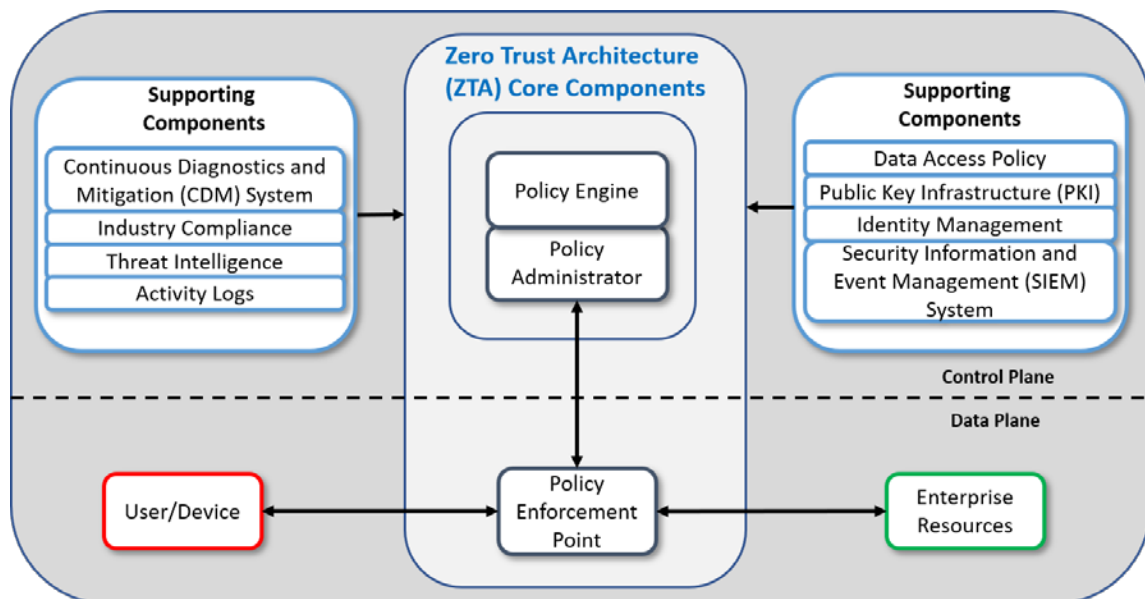 Zero Trust Architecture
(ZTA) Core Components
Supporting
Components
Continuous Diagnostics and
Mitigation (CDM) System
Industry Compliance
Threat Intelligence
Activity Logs
Policy Engine
Policy
Administrator
Supporting
Components
Data Access Policy
Public Key Infrastructure (PKI)
Identity Management
Security Information and
Event Management (SIEM)
System
Control Plane
Data Plane
User/Device
Policy
Enforcement
Point
Enterprise
Resources